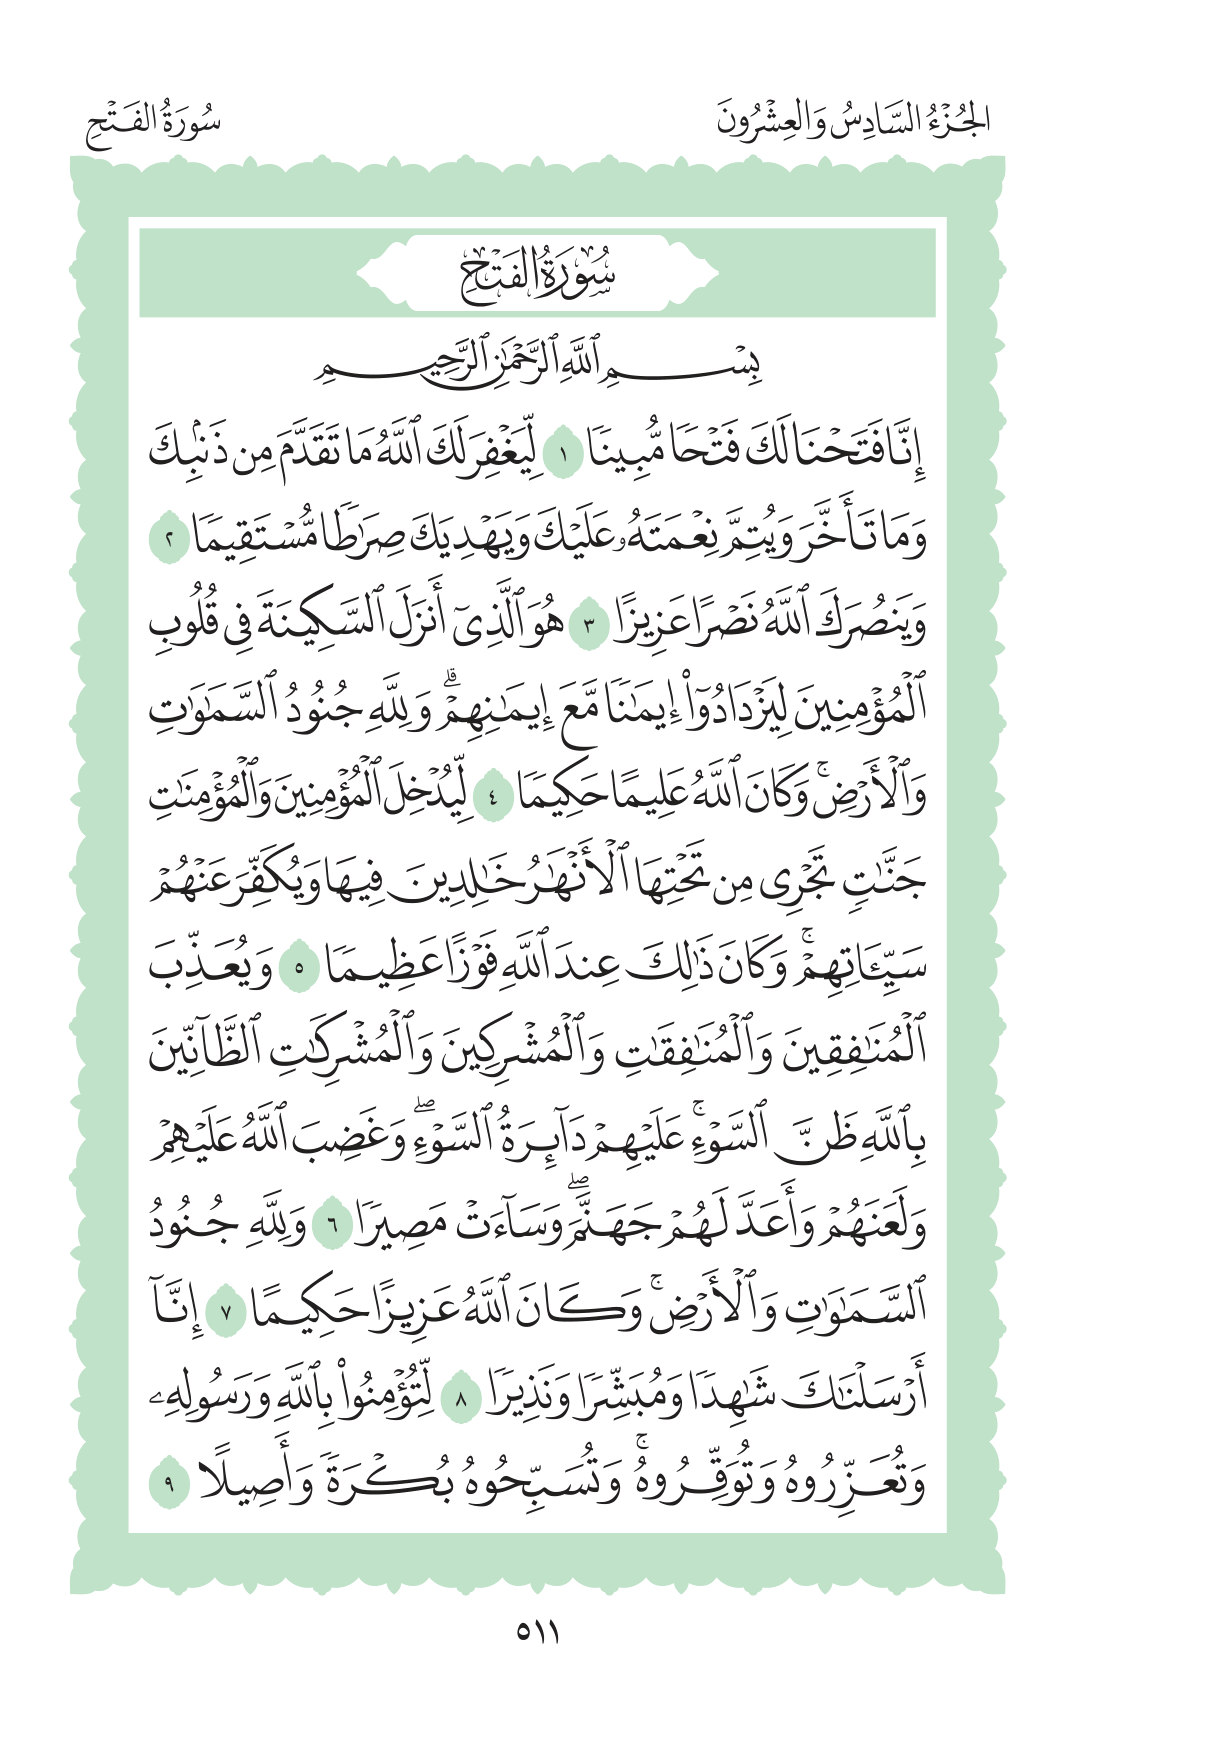 الجُزْءُ السَّادِسُ وَالعِشْرُونَ
سُورَةُ الفَتْحِ
سُورَةُ الفَتْحِ
بِسْمِ ٱللَّهِ ٱلرَّحْمَٰنِ ٱلرَّحِيمِ
إِنَّا فَتَحْنَا لَكَ فَتْحًا مُّبِينًا ١ لِّيَغْفِرَ لَكَ ٱللَّهُ مَا تَقَدَّمَ مِن ذَنۢبِكَ
وَمَا تَأَخَّرَ وَيُتِمَّ نِعْمَتَهُۥ عَلَيْكَ وَيَهْدِيَكَ صِرَٰطًا مُّسْتَقِيمًا ٢
وَيَنصُرَكَ ٱللَّهُ نَصْرًا عَزِيزًا ٣ هُوَ ٱلَّذِىٓ أَنزَلَ ٱلسَّكِينَةَ فِى قُلُوبِ
ٱلْمُؤْمِنِينَ لِيَزْدَادُوٓا۟ إِيمَٰنًا مَّعَ إِيمَٰنِهِمْ ۗ وَلِلَّهِ جُنُودُ ٱلسَّمَٰوَٰتِ
وَٱلْأَرْضِ ۚ وَكَانَ ٱللَّهُ عَلِيمًا حَكِيمًا ٤ لِّيُدْخِلَ ٱلْمُؤْمِنِينَ وَٱلْمُؤْمِنَٰتِ
جَنَّٰتٍ تَجْرِى مِن تَحْتِهَا ٱلْأَنْهَٰرُ خَٰلِدِينَ فِيهَا وَيُكَفِّرَ عَنْهُمْ
سَيِّـَٔاتِهِمْ ۚ وَكَانَ ذَٰلِكَ عِندَ ٱللَّهِ فَوْزًا عَظِيمًا ٥ وَيُعَذِّبَ
ٱلْمُنَٰفِقِينَ وَٱلْمُنَٰفِقَٰتِ وَٱلْمُشْرِكِينَ وَٱلْمُشْرِكَٰتِ ٱلظَّآنِّينَ
بِٱللَّهِ ظَنَّ ٱلسَّوْءِ ۚ عَلَيْهِمْ دَآئِرَةُ ٱلسَّوْءِ ۖ وَغَضِبَ ٱللَّهُ عَلَيْهِمْ
وَلَعَنَهُمْ وَأَعَدَّ لَهُمْ جَهَنَّمَ ۖ وَسَآءَتْ مَصِيرًا ٦ وَلِلَّهِ جُنُودُ
ٱلسَّمَٰوَٰتِ وَٱلْأَرْضِ ۚ وَكَانَ ٱللَّهُ عَزِيزًا حَكِيمًا ٧ إِنَّآ
أَرْسَلْنَٰكَ شَٰهِدًا وَمُبَشِّرًا وَنَذِيرًا ٨ لِّتُؤْمِنُوا۟ بِٱللَّهِ وَرَسُولِهِۦ
وَتُعَزِّرُوهُ وَتُوَقِّرُوهُ ۚ وَتُسَبِّحُوهُ بُكْرَةً وَأَصِيلًا ٩
٥١١